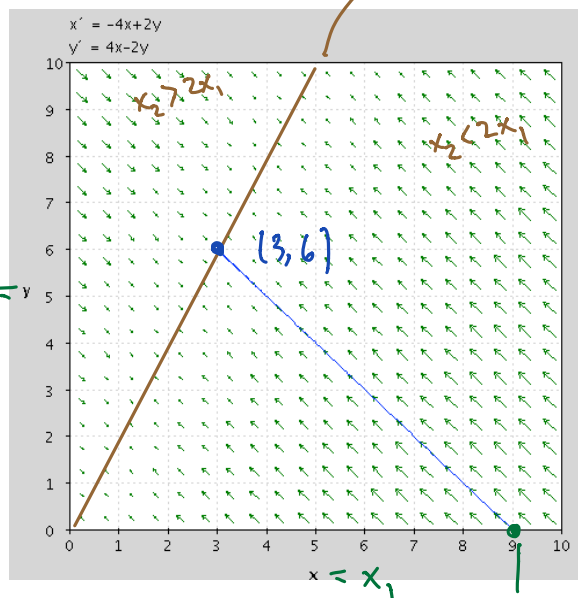 x´ = -4x+2y
y´ = 4x-2y
10
9
8
7
6
5
4
3
2
1
0
x₂>2x₁
x₂<2x₁
(3,6)
= y
0 1 2 3 4 5 6 7 8 9 10
x = x₁